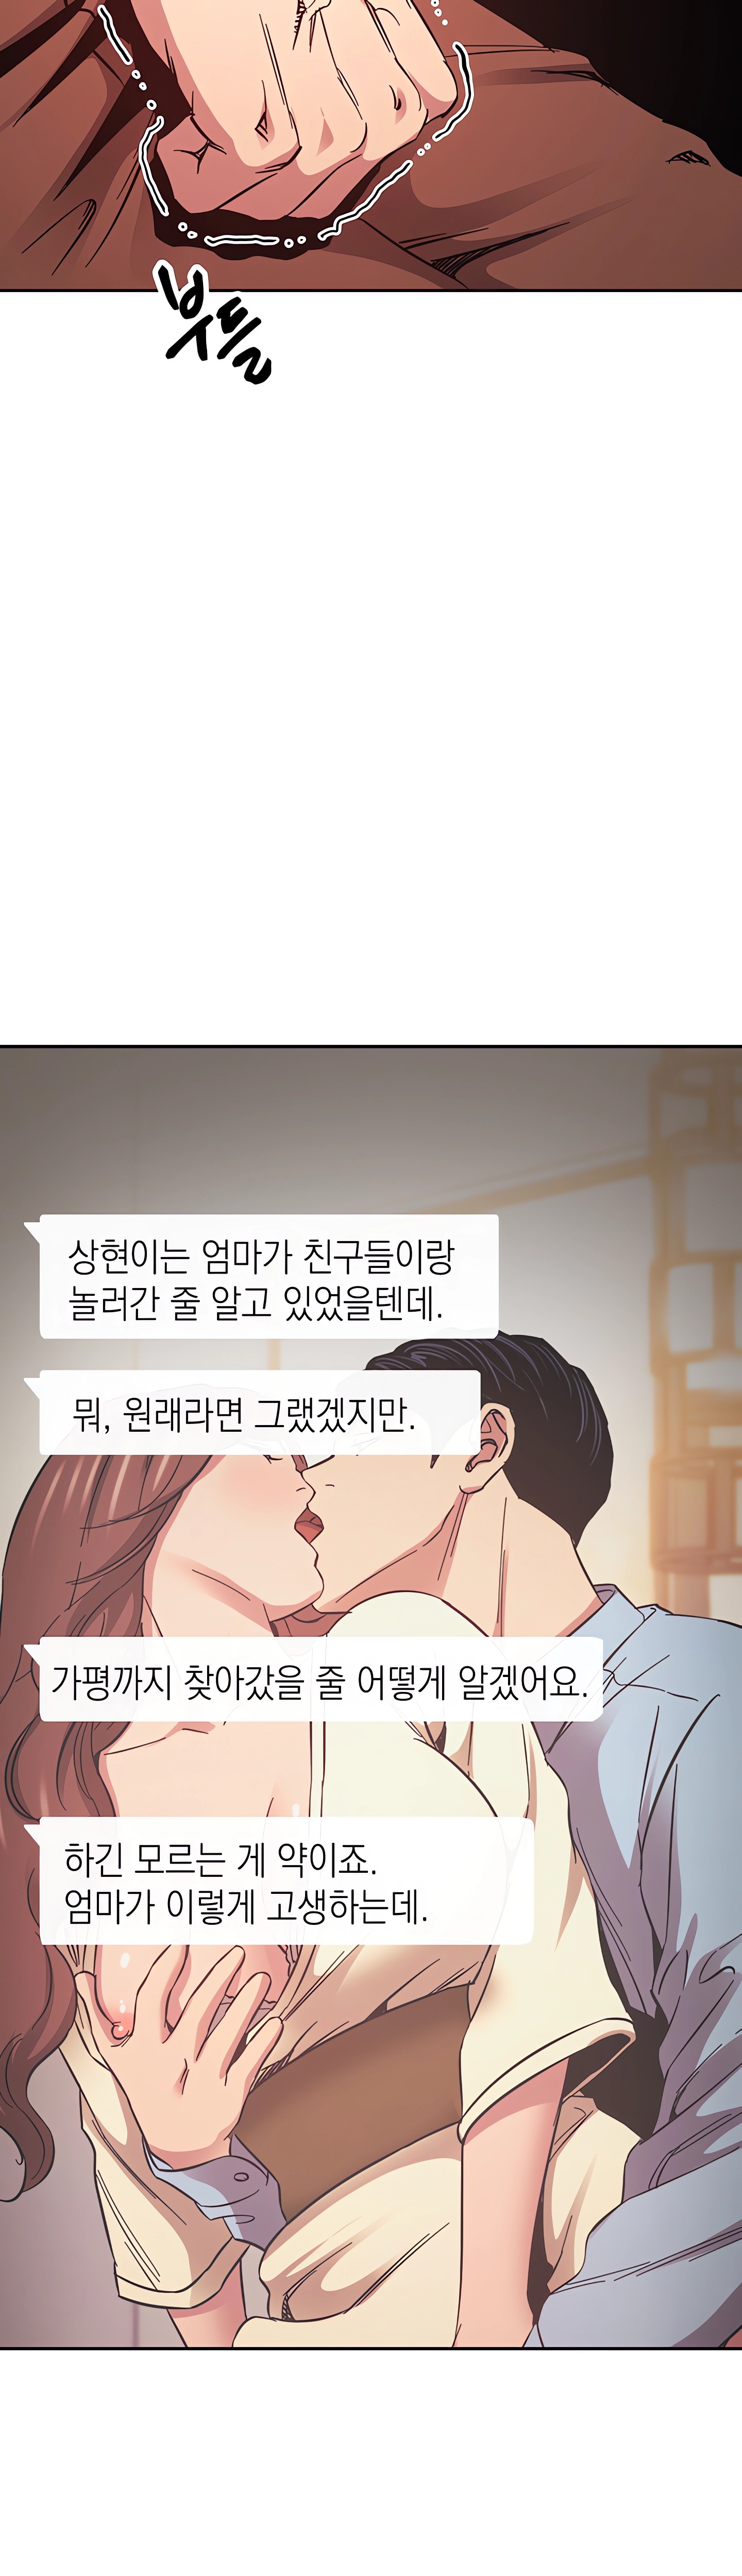 부들
상현이는 엄마가 친구들이랑
놀러간 줄 알고 있었을텐데.
뭐, 원래라면 그랬겠지만.
가평까지 찾아갔을 줄 어떻게 알겠어요.
하긴 모르는 게 약이죠.
엄마가 이렇게 고생하는데.